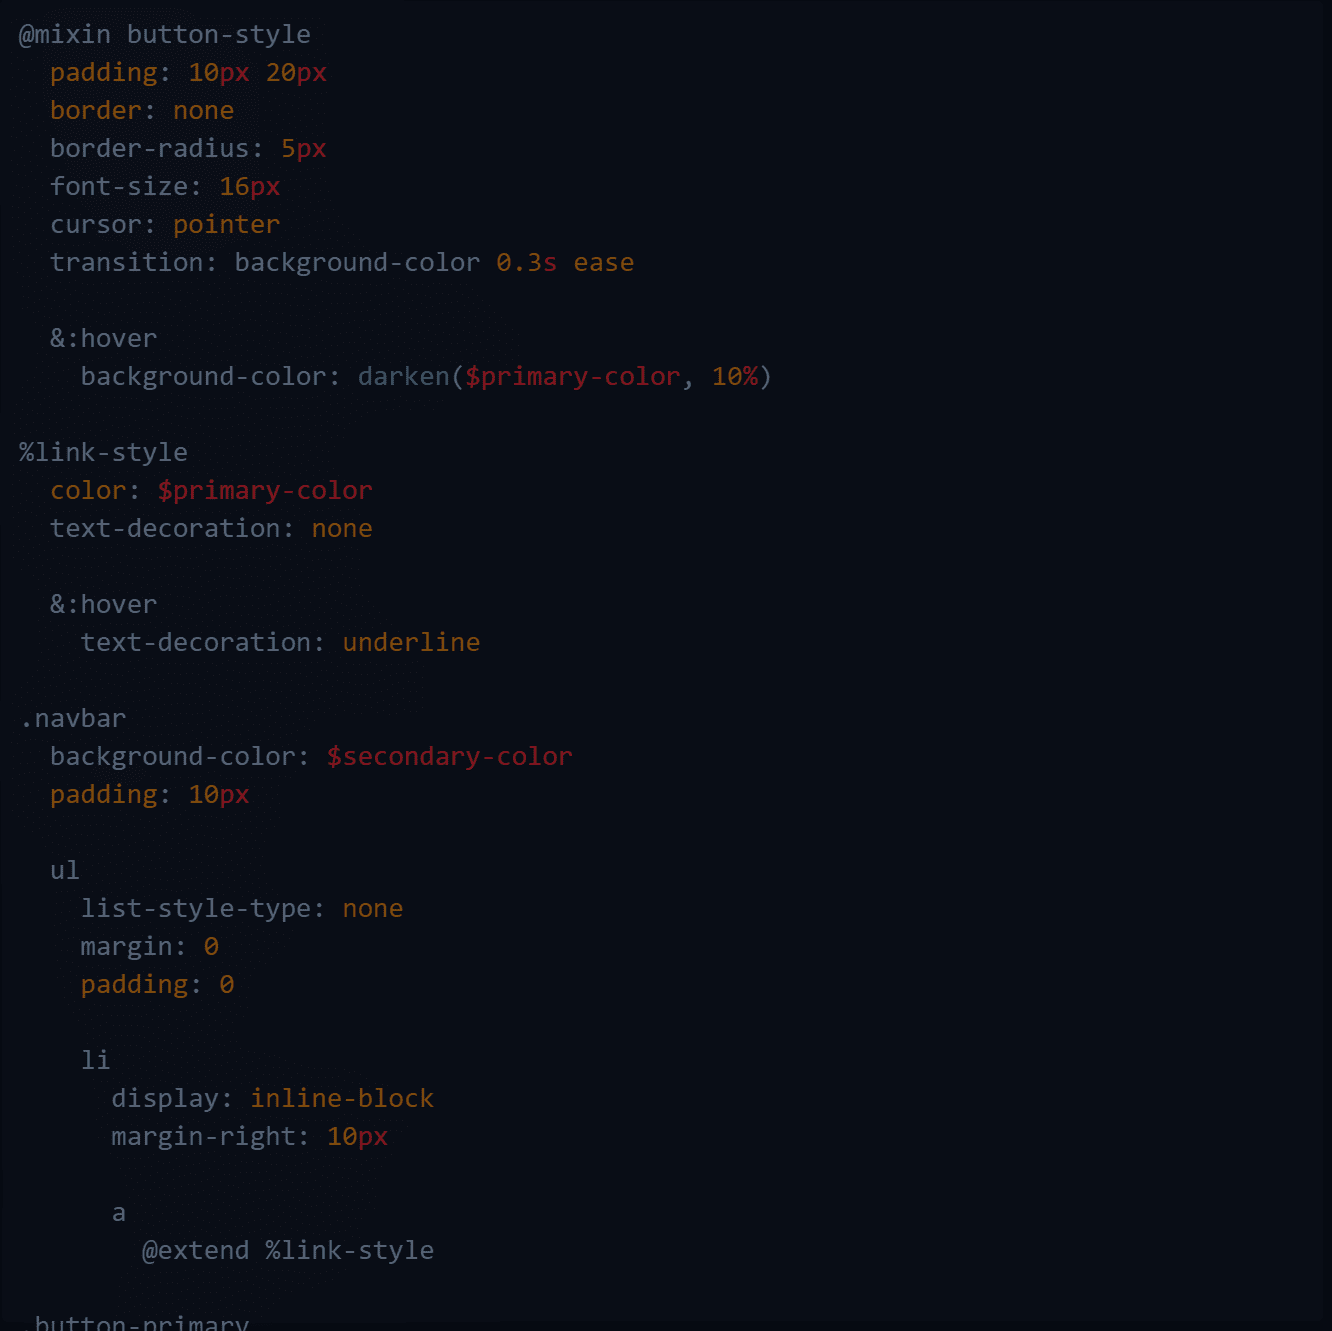 @mixin button-style
  padding: 10px 20px
  border: none
  border-radius: 5px
  font-size: 16px
  cursor: pointer
  transition: background-color 0.3s ease

  &:hover
    background-color: darken($primary-color, 10%)

%link-style
  color: $primary-color
  text-decoration: none

  &:hover
    text-decoration: underline

.navbar
  background-color: $secondary-color
  padding: 10px

  ul
    list-style-type: none
    margin: 0
    padding: 0

    li
      display: inline-block
      margin-right: 10px

      a
        @extend %link-style

.button-primary